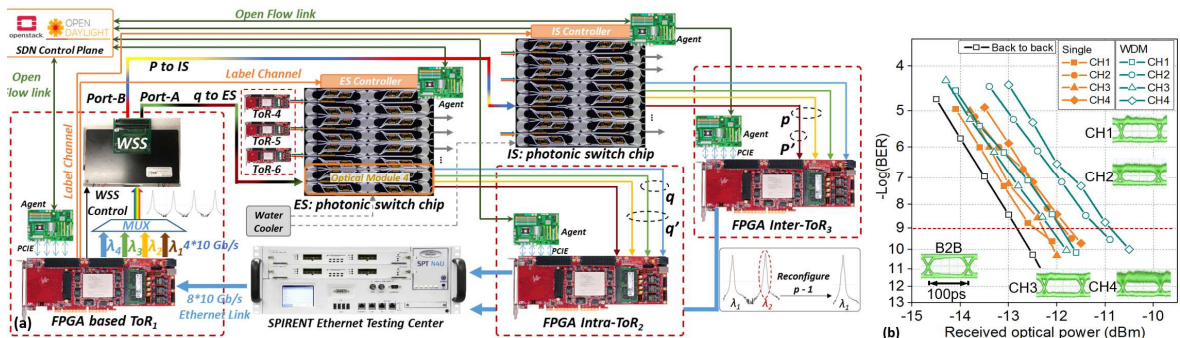 openstack
OPEN
DAYLIGHT
SDN Control Plane
Open Flow link
IS Controller
Agent
P to IS
Label Channel
ES Controller
Agent
Open
Flow link
Port-B
Port-A
q to ES
WSS
ToR-4
ToR-5
ToR-6
Optical Module 4
ES: photonic switch chip
IS: photonic switch chip
Label Channel
WSS
Control
Agent
PCIE
MUX
λ4
λ3
λ2
λ1
4*10 Gb/s
FPGA based ToR1
(a)
Water
Cooler
8*10 Gb/s
Ethernet Link
SPT N4U
SPIRENT Ethernet Testing Center
Agent
PCIE
q
q'
FPGA Intra-ToR2
Agent
PCIE
p
P'
FPGA Inter-ToR3
λ1
λ2
Reconfigure
p - 1
λ1
Back to back
Single
CH1
CH2
CH3
CH4
WDM
CH1
CH2
CH3
CH4
-Log(BER)
4
5
6
7
8
9
10
11
12
13
CH1
CH2
B2B
100ps
CH3
CH4
-15
-14
-13
-12
-11
-10
Received optical power (dBm)
(b)